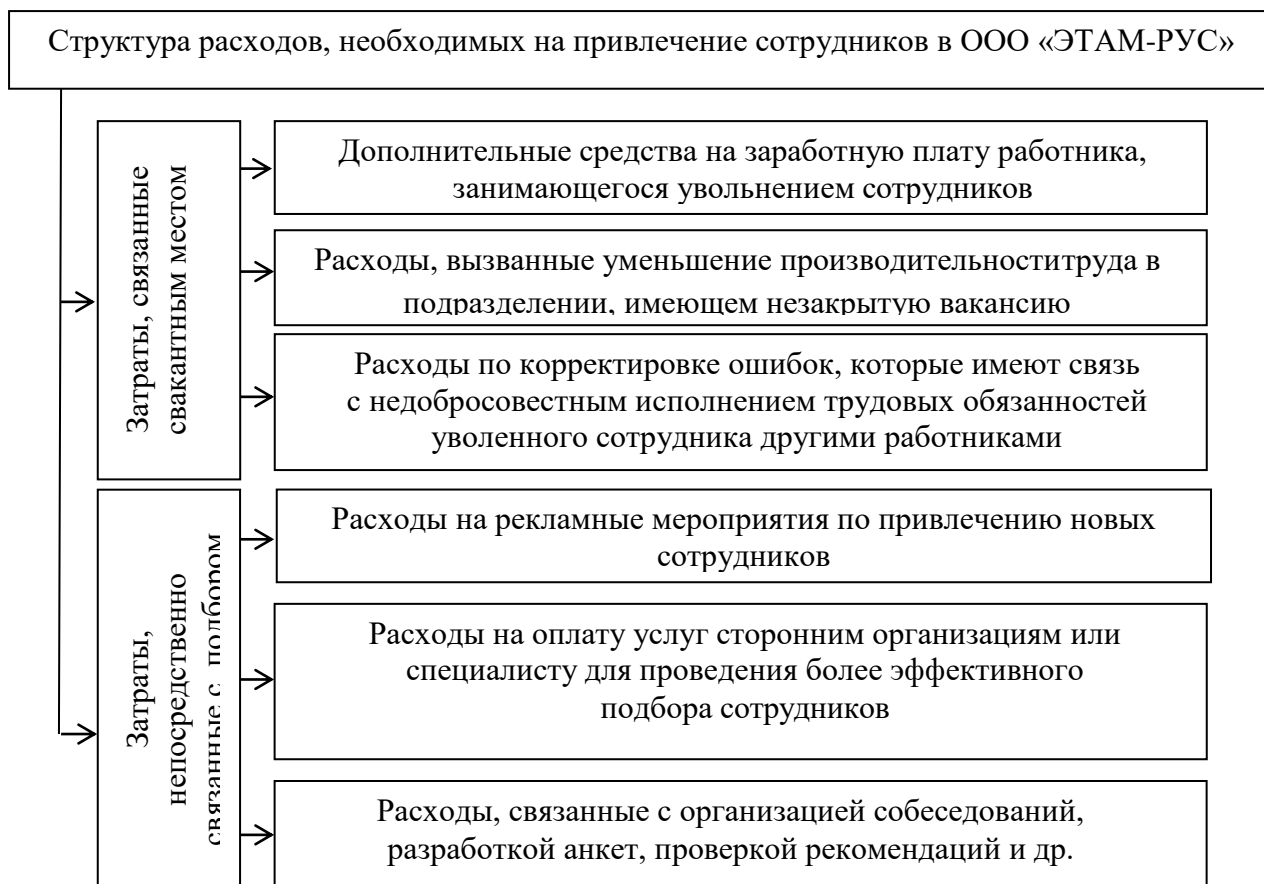 Структура расходов, необходимых на привлечение сотрудников в ООО «ЭТАМ-РУС»
Затраты, связанные
свакантным местом
Дополнительные средства на заработную плату работника,
занимающегося увольнением сотрудников
Расходы, вызванные уменьшение производительноститруда в
подразделении, имеющем незакрытую вакансию
Расходы по корректировке ошибок, которые имеют связь
с недобросовестным исполнением трудовых обязанностей
уволенного сотрудника другими работниками
Затраты,
непосредственно
связанные с подбором
Расходы на рекламные мероприятия по привлечению новых
сотрудников
Расходы на оплату услуг сторонним организациям или
специалисту для проведения более эффективного
подбора сотрудников
Расходы, связанные с организацией собеседований,
разработкой анкет, проверкой рекомендаций и др.